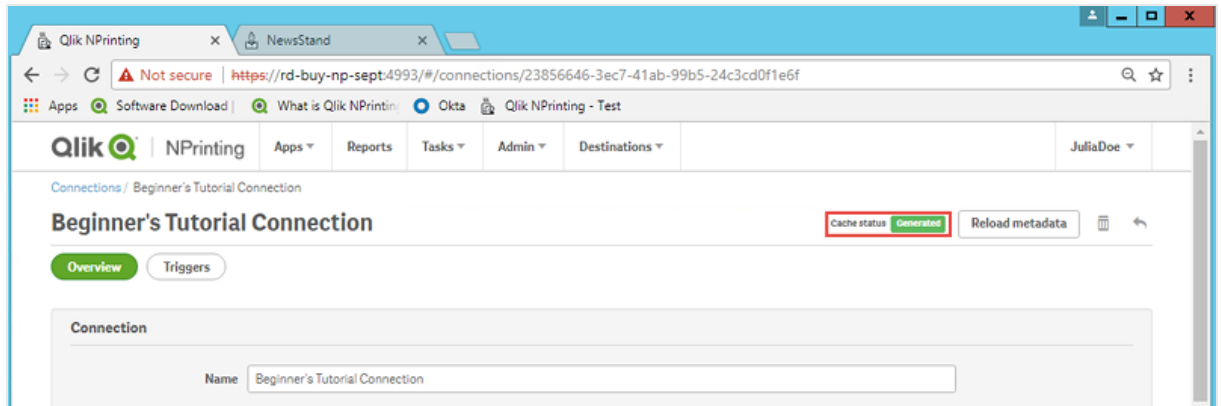 Qlik NPrinting NewsStand
Not secure | https://rd-buy-np-sept:4993/#/connections/23856646-3ec7-41ab-99b5-24c3cd0f1e6f
Apps Software Download | What is Qlik NPrinting Okta Qlik NPrinting - Test
Qlik NPrinting Apps Reports Tasks Admin Destinations JuliaDoe
Connections / Beginner's Tutorial Connection
Beginner's Tutorial Connection Cache status Generated Reload metadata
Overview Triggers
Connection
Name Beginner's Tutorial Connection